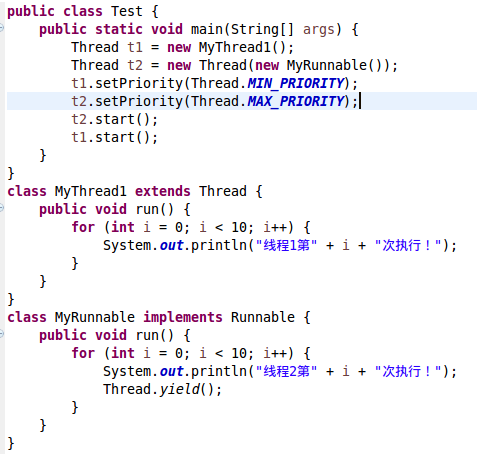 public class Test {
    public static void main(String[] args) {
        Thread t1 = new MyThread1();
        Thread t2 = new Thread(new MyRunnable());
        t1.setPriority(Thread.MIN_PRIORITY);
        t2.setPriority(Thread.MAX_PRIORITY);
        t2.start();
        t1.start();
    }
}
class MyThread1 extends Thread {
    public void run() {
        for (int i = 0; i < 10; i++) {
            System.out.println("线程1第" + i + "次执行！");
        }
    }
}
class MyRunnable implements Runnable {
    public void run() {
        for (int i = 0; i < 10; i++) {
            System.out.println("线程2第" + i + "次执行！");
            Thread.yield();
        }
    }
}